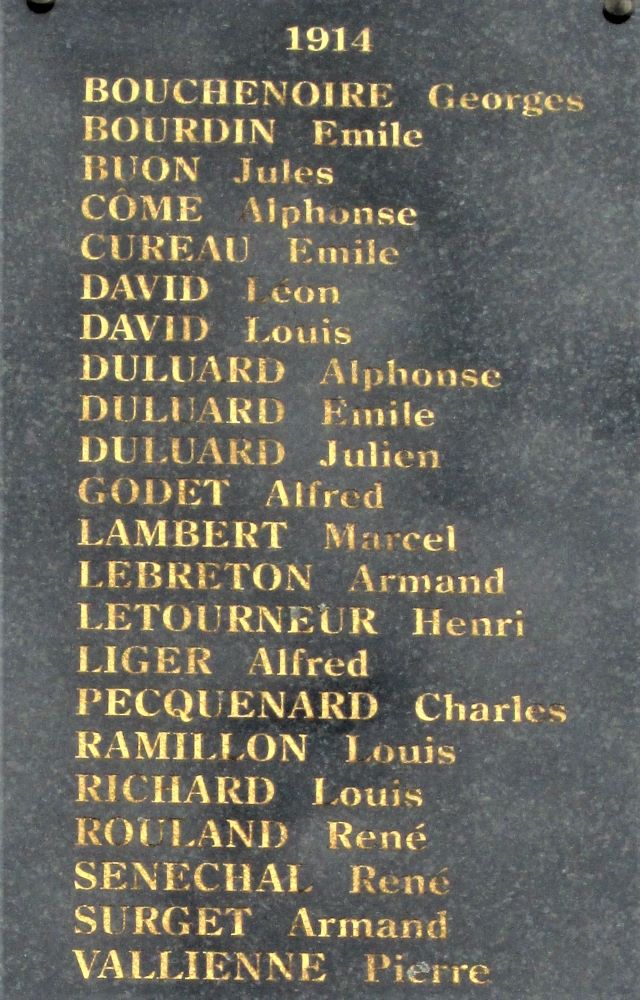 1914
BOUCHENOIRE Georges
BOURDIN Emile
BUON Jules
CÔME Alphonse
CUREAU Emile
DAVID Léon
DAVID Louis
DULUARD Alphonse
DULUARD Emile
DULUARD Julien
GODET Alfred
LAMBERT Marcel
LEBRETON Armand
LETOURNEUR Henri
LIGER Alfred
PECQUENARD Charles
RAMILLON Louis
RICHARD Louis
ROULAND René
SENECHAL René
SURGET Armand
VALLIENNE Pierre